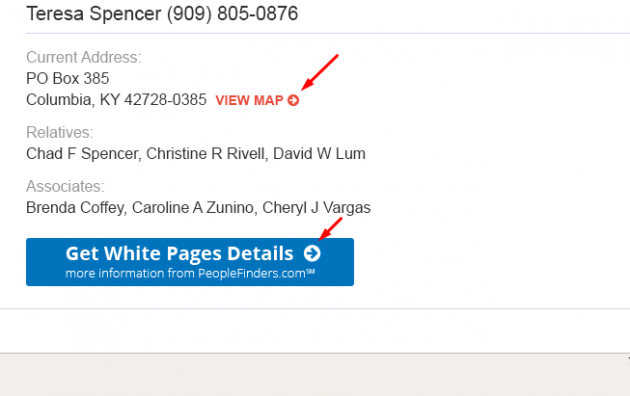 Teresa Spencer (909) 805-0876
Current Address:
PO Box 385
Columbia, KY 42728-0385 VIEW MAP
Relatives:
Chad F Spencer, Christine R Rivell, David W Lum
Associates:
Brenda Coffey, Caroline A Zunino, Cheryl J Vargas
Get White Pages Details
more information from PeopleFinders.com℠